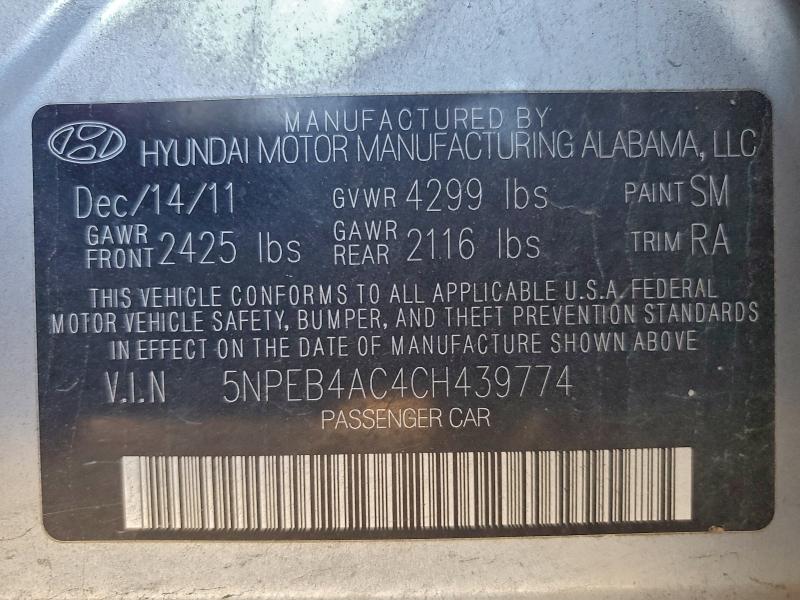 MANUFACTURED BY
HYUNDAI MOTOR MANUFACTURING ALABAMA, LLC
Dec/14/11 GVWR 4299 lbs PAINT SM
GAWR FRONT 2425 lbs GAWR REAR 2116 lbs TRIM RA
THIS VEHICLE CONFORMS TO ALL APPLICABLE U.S.A. FEDERAL
MOTOR VEHICLE SAFETY, BUMPER, AND THEFT PREVENTION STANDARDS
IN EFFECT ON THE DATE OF MANUFACTURE SHOWN ABOVE
V.I.N 5NPEB4AC4CH439774
PASSENGER CAR